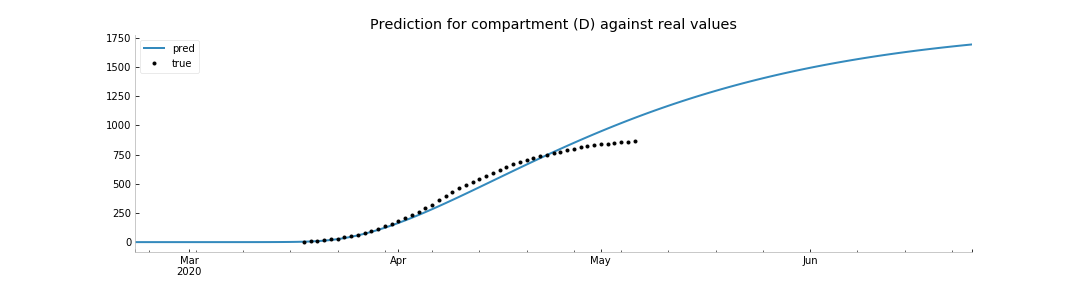 Prediction for compartment (D) against real values
pred
true
1750
1500
1250
1000
750
500
250
0
Mar
2020
Apr
May
Jun